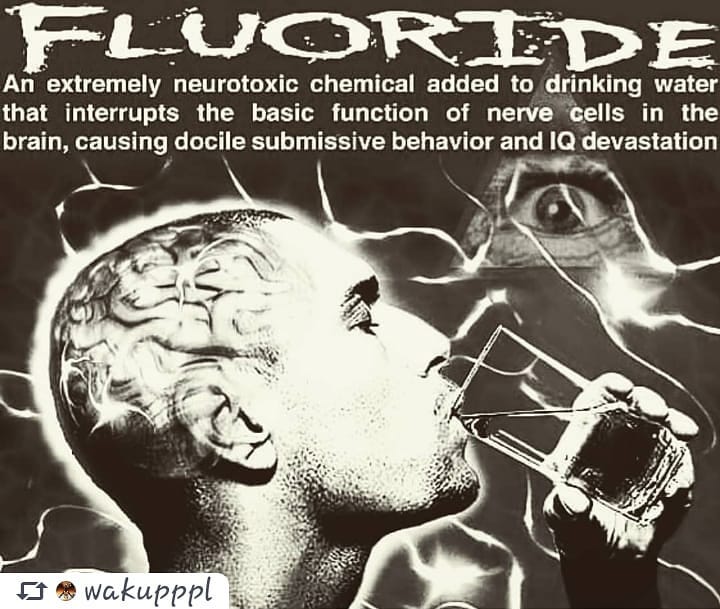 FLUORIDE
An extremely neurotoxic chemical added to drinking water
that interrupts the basic function of nerve cells in the
brain, causing docile submissive behavior and IQ devastation
wakupppl